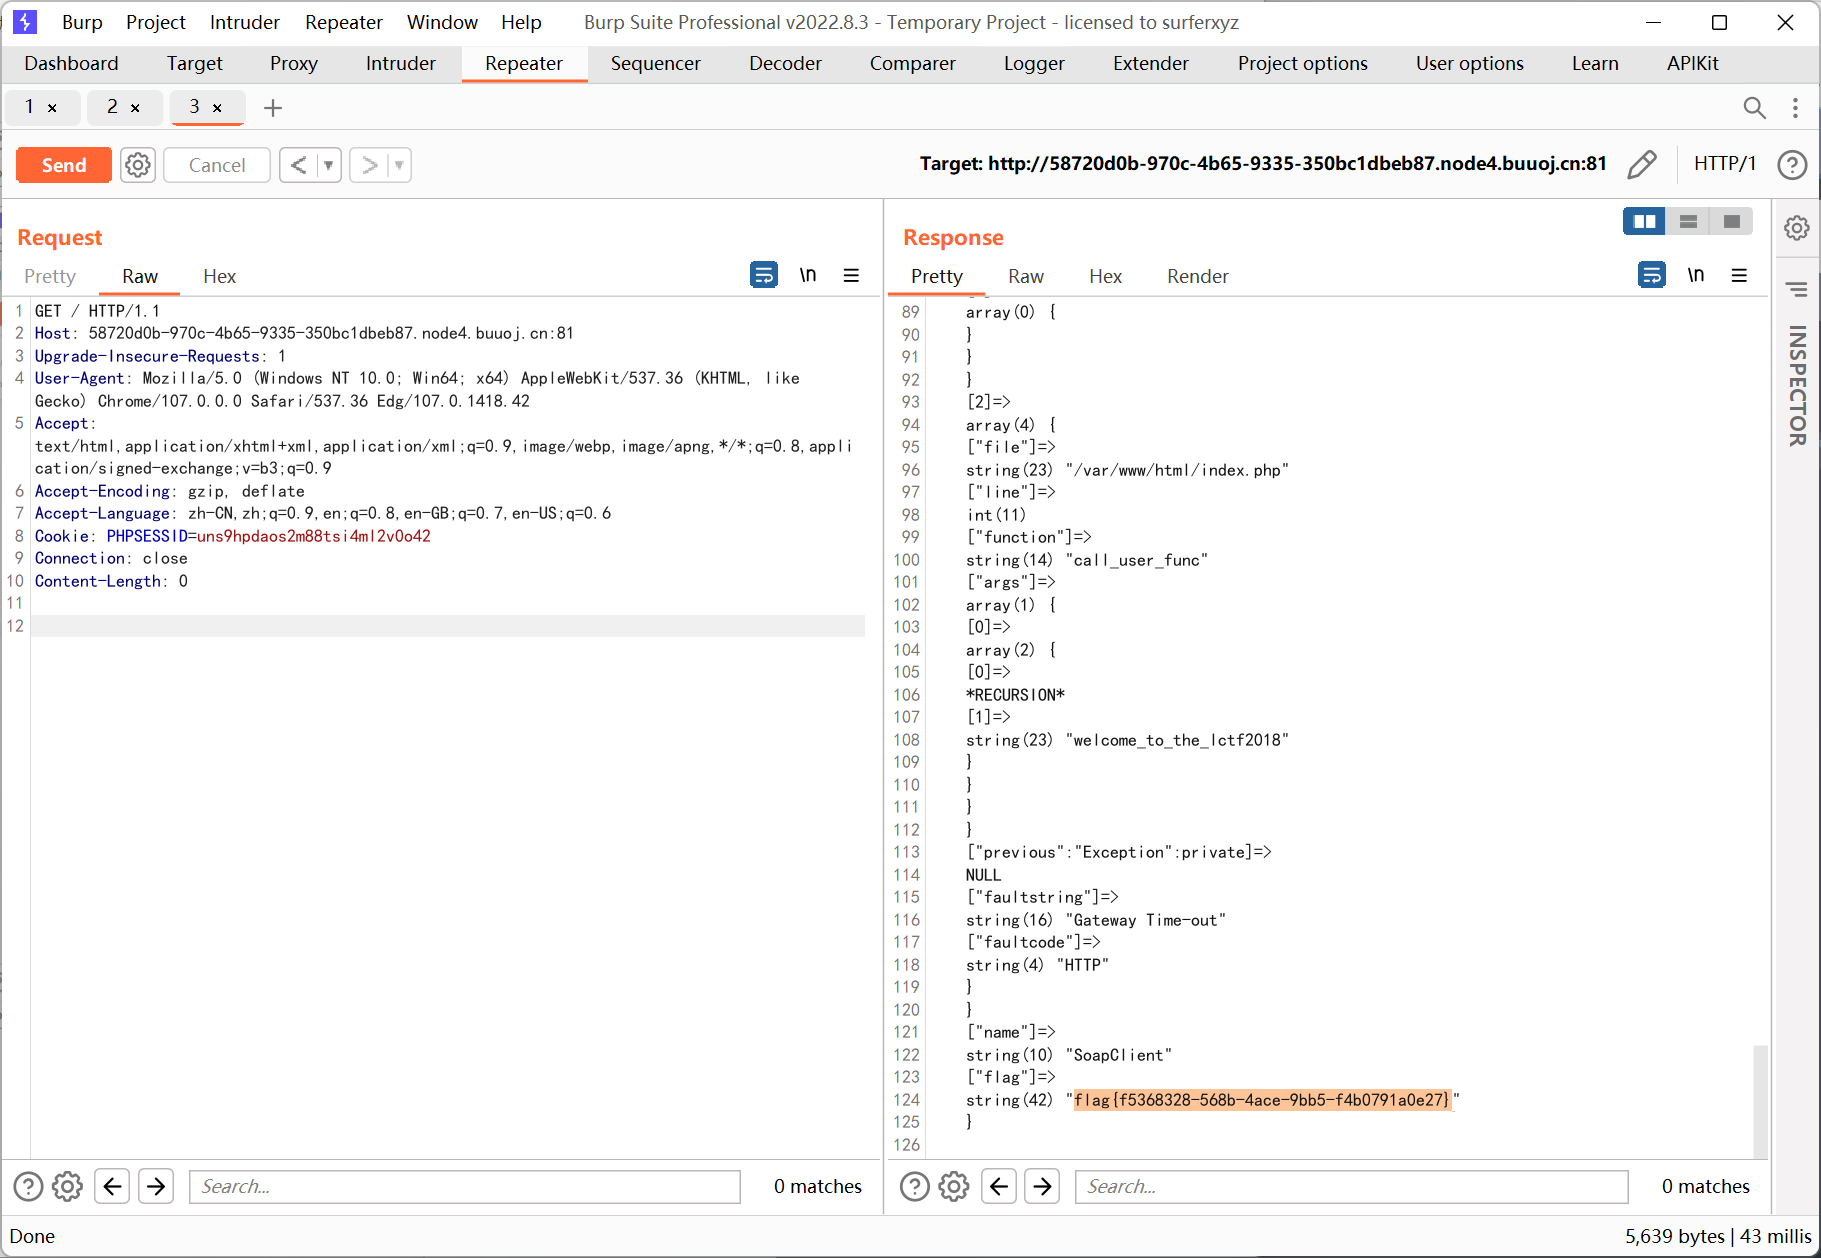 Burp Project Intruder Repeater Window Help Burp Suite Professional v2022.8.3 - Temporary Project - licensed to surferxyz
Dashboard Target Proxy Intruder Repeater Sequencer Decoder Comparer Logger Extender Project options User options Learn APIKit
1 × 2 × 3 × +
Send Cancel < > Target: http://58720d0b-970c-4b65-9335-350bc1dbeb87.node4.buuoj.cn:81 HTTP/1
Request
Pretty Raw Hex \n
1 GET / HTTP/1.1
2 Host: 58720d0b-970c-4b65-9335-350bc1dbeb87.node4.buuoj.cn:81
3 Upgrade-Insecure-Requests: 1
4 User-Agent: Mozilla/5.0 (Windows NT 10.0; Win64; x64) AppleWebKit/537.36 (KHTML, like
Gecko) Chrome/107.0.0.0 Safari/537.36 Edg/107.0.1418.42
5 Accept:
text/html,application/xhtml+xml,application/xml;q=0.9,image/webp,image/apng,*/*;q=0.8,appli
cation/signed-exchange;v=b3;q=0.9
6 Accept-Encoding: gzip, deflate
7 Accept-Language: zh-CN,zh;q=0.9,en;q=0.8,en-GB;q=0.7,en-US;q=0.6
8 Cookie: PHPSESSID=uns9hpdaos2m88tsi4ml2v0o42
9 Connection: close
10 Content-Length: 0
11
12
Search... 0 matches
Response
Pretty Raw Hex Render \n
89 array(0) {
90 }
91 }
92 }
93 [2]=>
94 array(4) {
95 ["file"]=>
96 string(23) "/var/www/html/index.php"
97 ["line"]=>
98 int(11)
99 ["function"]=>
100 string(14) "call_user_func"
101 ["args"]=>
102 array(1) {
103 [0]=>
104 array(2) {
105 [0]=>
106 *RECURSION*
107 [1]=>
108 string(23) "welcome_to_the_lctf2018"
109 }
110 }
111 }
112 }
113 ["previous":"Exception":private]=>
114 NULL
115 ["faultstring"]=>
116 string(16) "Gateway Time-out"
117 ["faultcode"]=>
118 string(4) "HTTP"
119 }
120 }
121 ["name"]=>
122 string(10) "SoapClient"
123 ["flag"]=>
124 string(42) "flag{f5368328-568b-4ace-9bb5-f4b0791a0e27}"
125 }
126
Search... 0 matches
INSPECTOR
Done 5,639 bytes | 43 millis